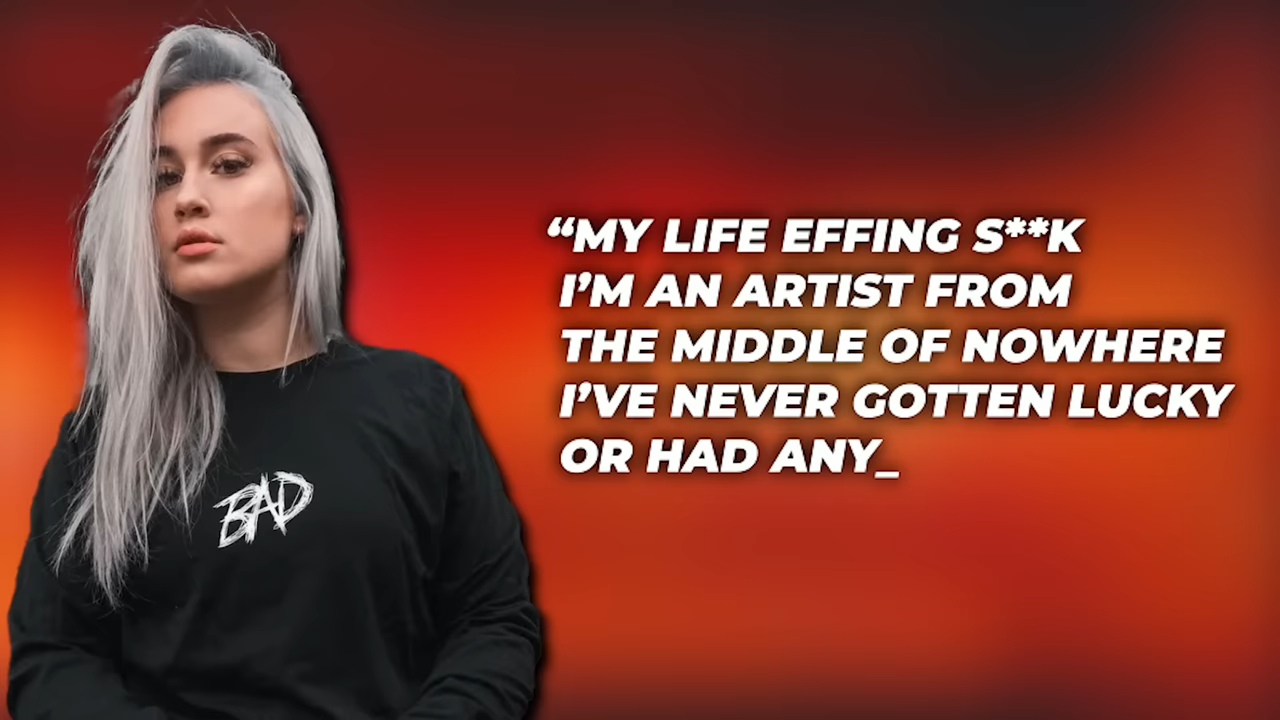 BAD
“MY LIFE EFFING S**K
I’M AN ARTIST FROM
THE MIDDLE OF NOWHERE
I’VE NEVER GOTTEN LUCKY
OR HAD ANY_